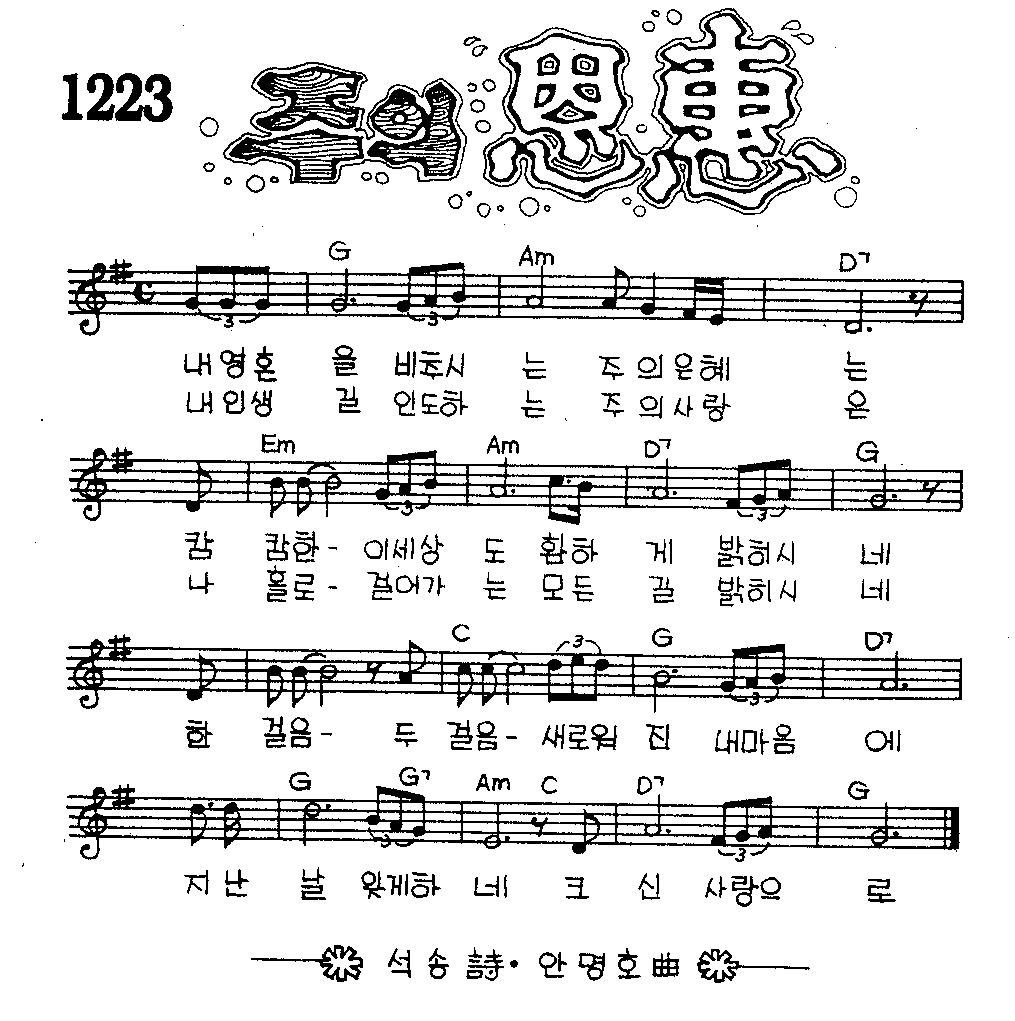 1223
주의 恩惠
G Am D7
3 3
내영혼 을 비추시 는 주의은혜 는
내인생 길 인도하 는 주의사랑 은
Em Am D7 G
3 3
캄 캄한- 이세상 도 환하 게 밝히시 네
나 홀로- 걸어가 는 모든 길 밝히시 네
C G D7
3 3
한 걸음- 두 걸음- 새로워 진 내마음 에
G G7 Am C D7 G
3 3
지난 날 잊게하 네 크 신 사랑으 로
석송 詩· 안명호 曲